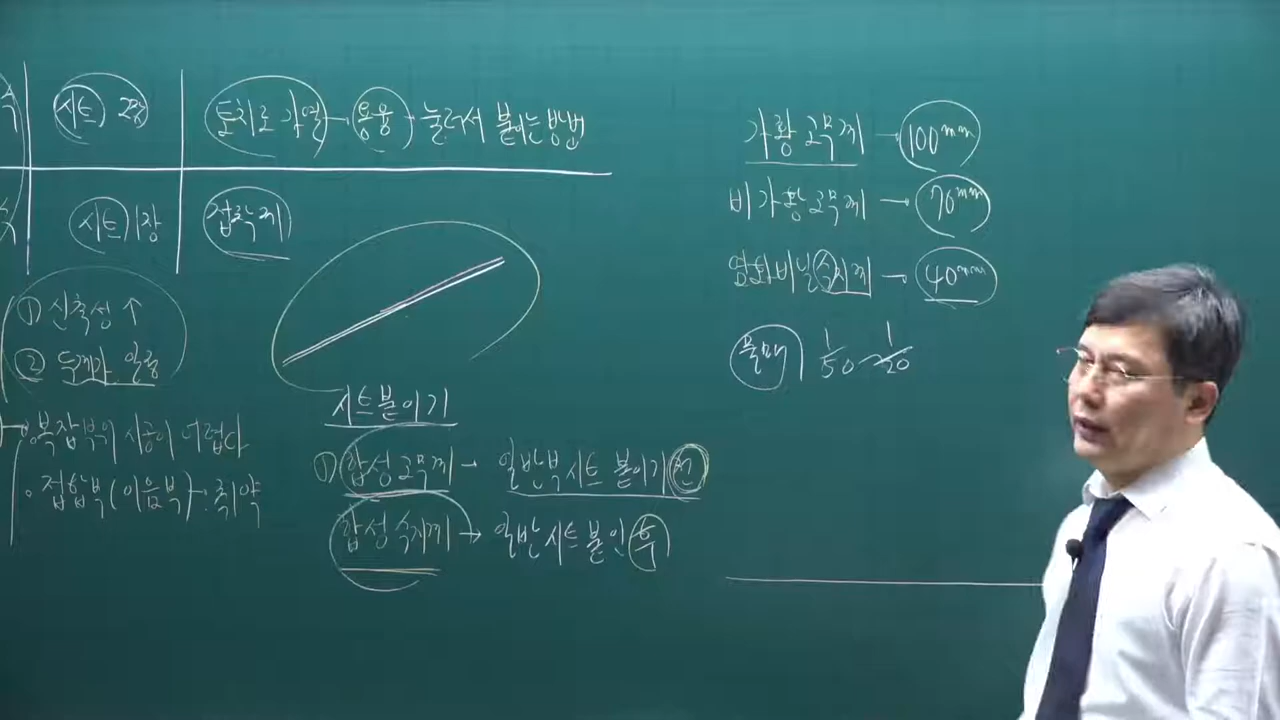 시트 2장
토치로 가열 → 용융 - 눌러서 붙이는 방법
시트 1장
접착제
① 신축성 ↑
② 두께가 일정
복잡부위 시공이 어렵다
접합부(이음부) → 취약
시트붙이기
① 합성고무계 → 일반부 시트 붙이기 전
합성수지계 → 일반 시트 붙인 후
가황고무계 → 100mm
비가황고무계 → 70mm
염화비닐수지계 → 40mm
물매 1/50 ~ 1/20